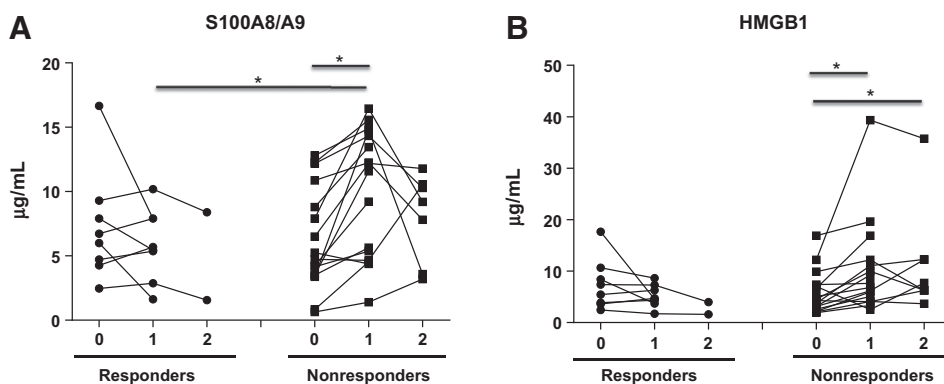 A
S100A8/A9
20
15
10
5
0
µg/mL
*
*
0 1 2 0 1 2
Responders Nonresponders
B
HMGB1
50
40
30
20
10
0
µg/mL
*
*
0 1 2 0 1 2
Responders Nonresponders